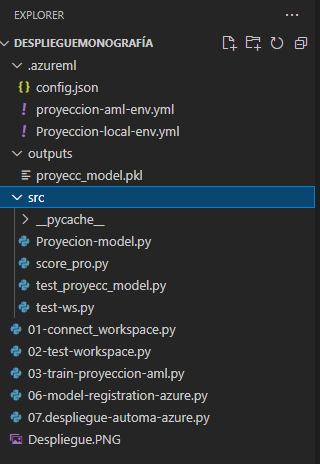 EXPLORER
DESPLIEGUEMONOGRAFÍA
.azureml
config.json
proyeccion-aml-env.yml
Proyeccion-local-env.yml
outputs
proyecc_model.pkl
src
__pycache__
Proyecion-model.py
score_pro.py
test_proyecc_model.py
test-ws.py
01-connect_workspace.py
02-test-workspace.py
03-train-proyeccion-aml.py
06-model-registration-azure.py
07.despliegue-automa-azure.py
Despliegue.PNG